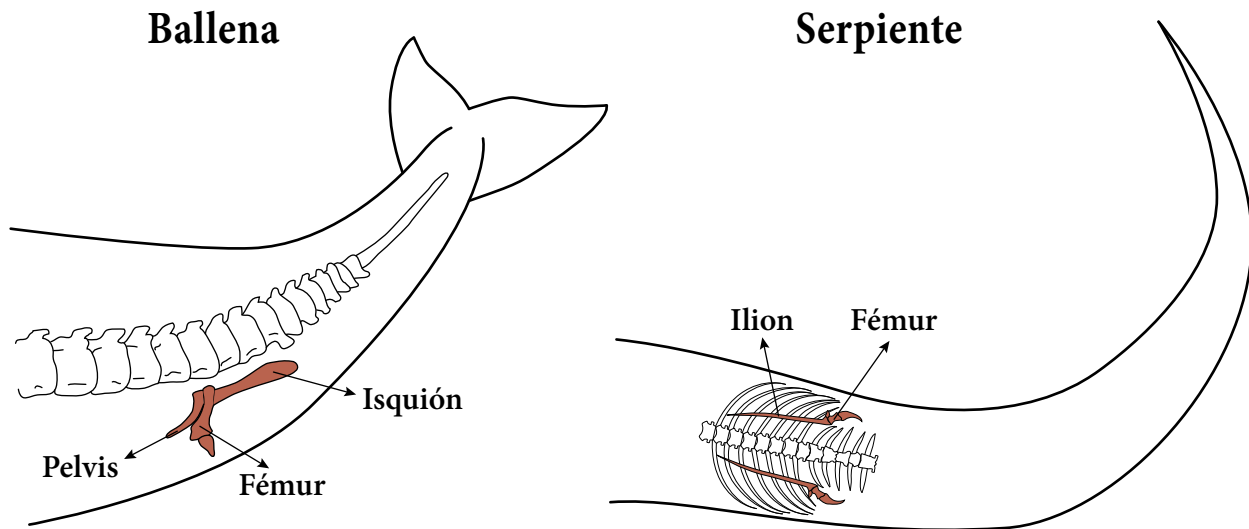 Ballena
Serpiente
Ilion
Fémur
Isquión
Pelvis
Fémur